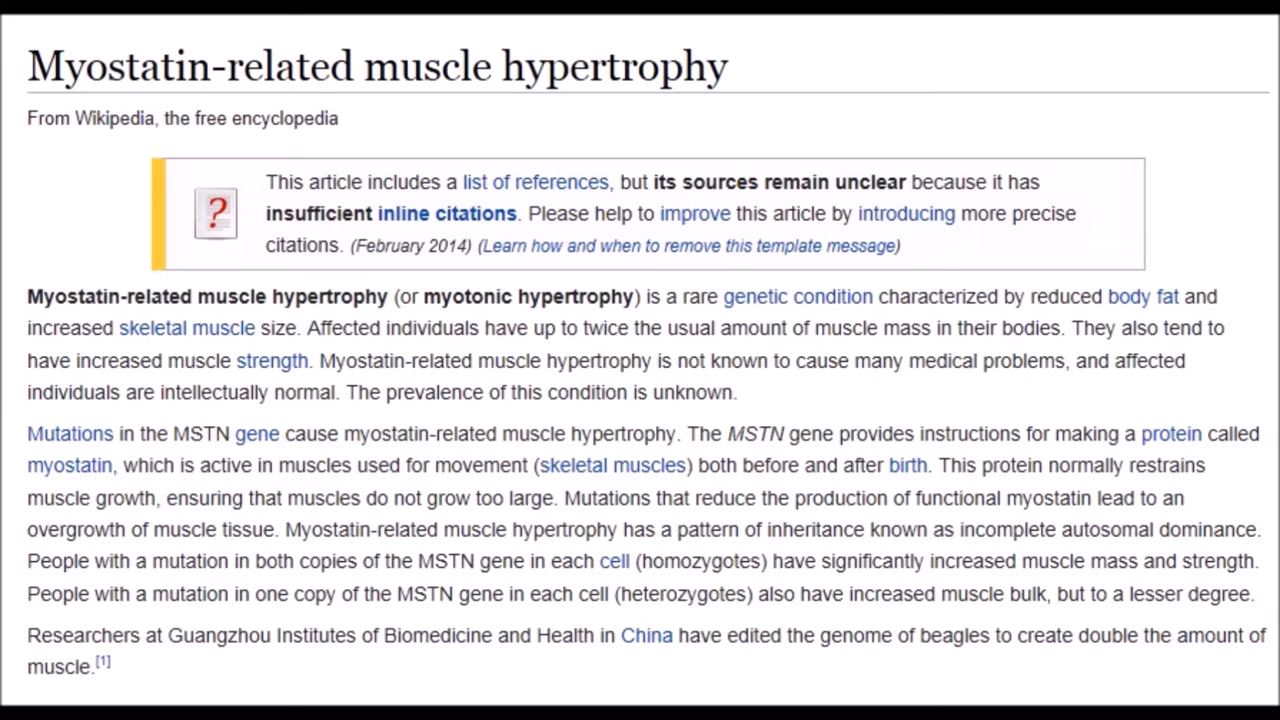 Myostatin-related muscle hypertrophy
From Wikipedia, the free encyclopedia
?
This article includes a list of references, but its sources remain unclear because it has
insufficient inline citations. Please help to improve this article by introducing more precise
citations. (February 2014) (Learn how and when to remove this template message)
Myostatin-related muscle hypertrophy (or myotonic hypertrophy) is a rare genetic condition characterized by reduced body fat and
increased skeletal muscle size. Affected individuals have up to twice the usual amount of muscle mass in their bodies. They also tend to
have increased muscle strength. Myostatin-related muscle hypertrophy is not known to cause many medical problems, and affected
individuals are intellectually normal. The prevalence of this condition is unknown.
Mutations in the MSTN gene cause myostatin-related muscle hypertrophy. The MSTN gene provides instructions for making a protein called
myostatin, which is active in muscles used for movement (skeletal muscles) both before and after birth. This protein normally restrains
muscle growth, ensuring that muscles do not grow too large. Mutations that reduce the production of functional myostatin lead to an
overgrowth of muscle tissue. Myostatin-related muscle hypertrophy has a pattern of inheritance known as incomplete autosomal dominance.
People with a mutation in both copies of the MSTN gene in each cell (homozygotes) have significantly increased muscle mass and strength.
People with a mutation in one copy of the MSTN gene in each cell (heterozygotes) also have increased muscle bulk, but to a lesser degree.
Researchers at Guangzhou Institutes of Biomedicine and Health in China have edited the genome of beagles to create double the amount of
muscle.[1]